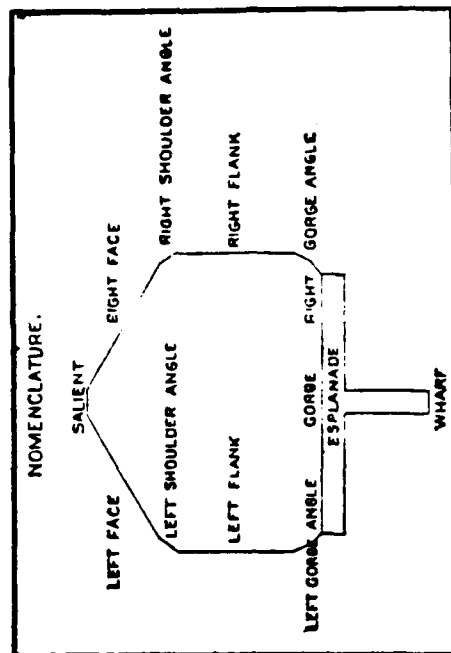 NOMENCLATURE.
SALIENT
LEFT FACE RIGHT FACE
LEFT SHOULDER ANGLE RIGHT SHOULDER ANGLE
LEFT FLANK RIGHT FLANK
LEFT GORGE ANGLE GORGE RIGHT GORGE ANGLE
ESPLANADE
WHARF